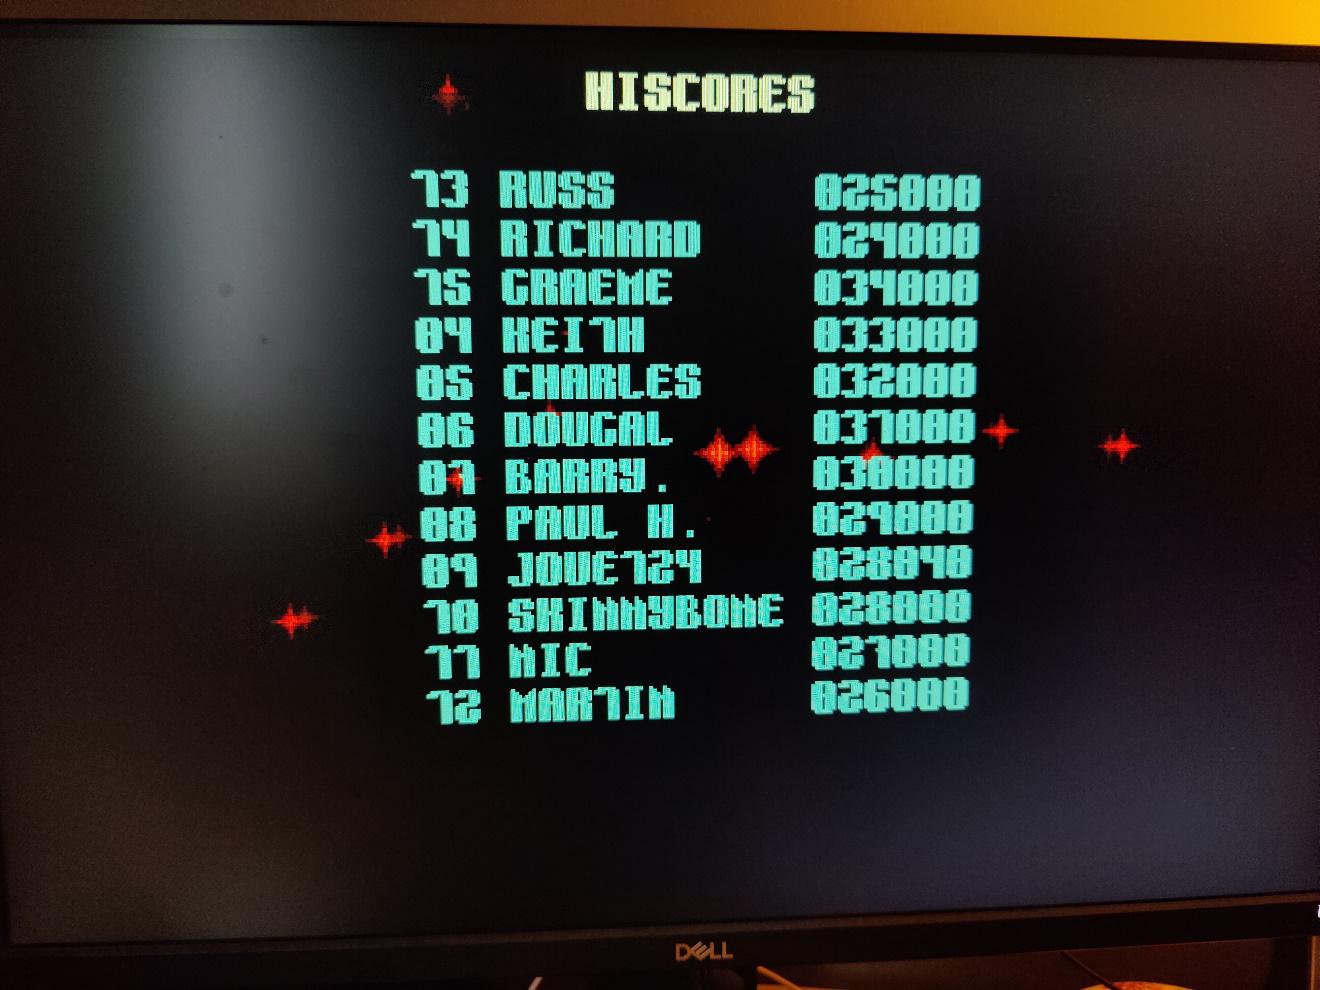 HISCORES
13 RUSS 025000
14 RICHARD 024000
15 GRAEME 034000
04 KEITH 033000
05 CHARLES 032000
06 DOUGAL 031000
07 BARRY. 030000
08 PAUL H. 029000
09 JOVE124 028040
10 SKINNYBONE 028000
11 NIC 027000
12 MARTIN 026000
DELL